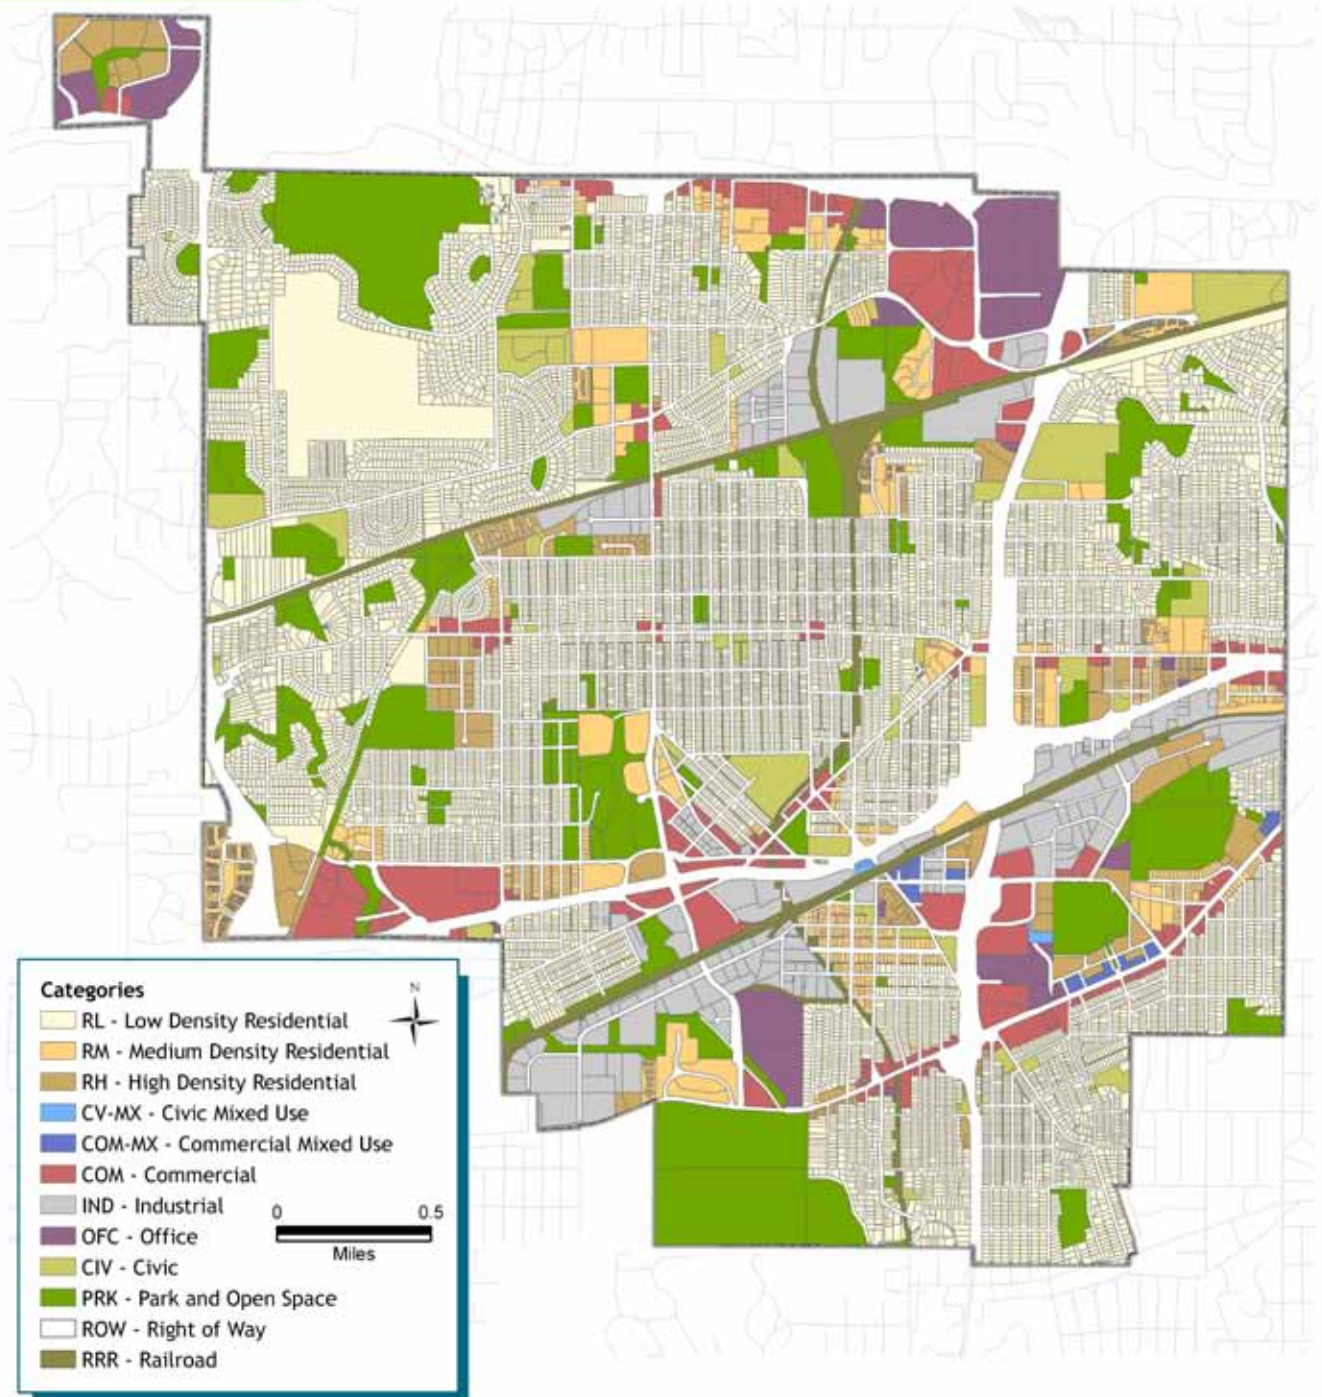 Categories
N
RL - Low Density Residential
RM - Medium Density Residential
RH - High Density Residential
CV-MX - Civic Mixed Use
COM-MX - Commercial Mixed Use
COM - Commercial
IND - Industrial
0 0.5
Miles
OFC - Office
CIV - Civic
PRK - Park and Open Space
ROW - Right of Way
RRR - Railroad